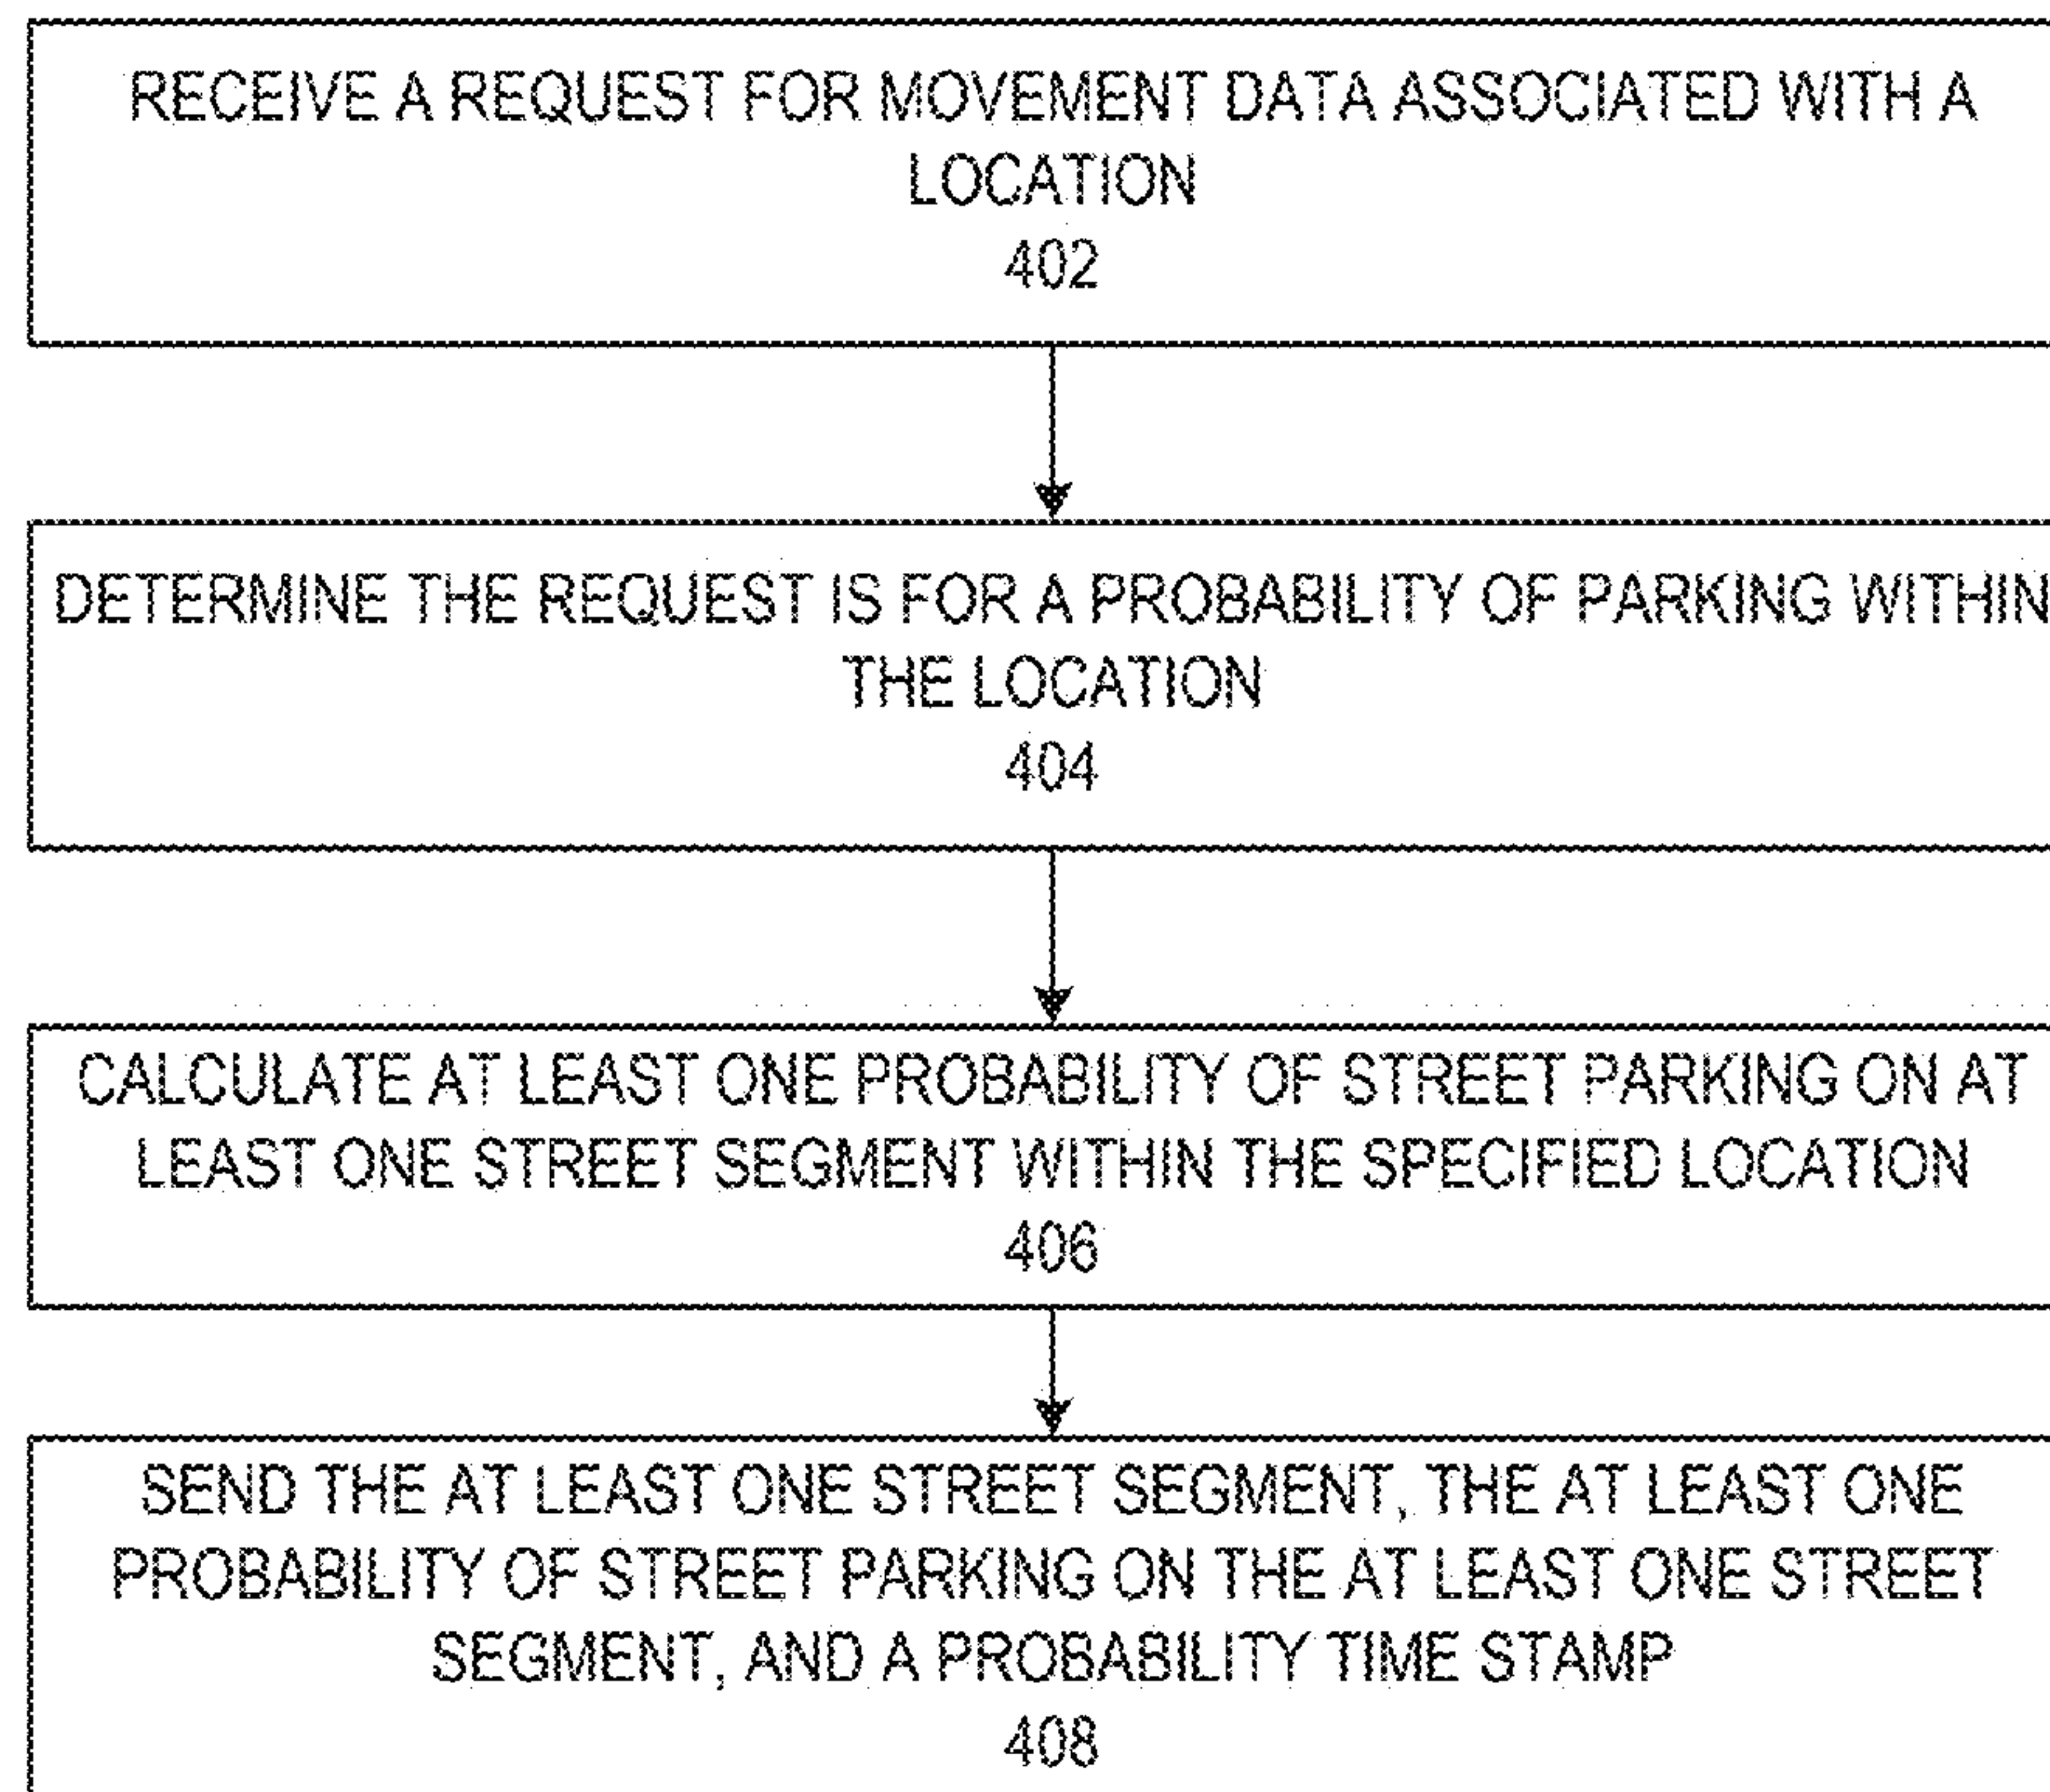 RECEIVE A REQUEST FOR MOVEMENT DATA ASSOCIATED WITH A
LOCATION
402
DETERMINE THE REQUEST IS FOR A PROBABILITY OF PARKING WITHIN
THE LOCATION
404
CALCULATE AT LEAST ONE PROBABILITY OF STREET PARKING ON AT
LEAST ONE STREET SEGMENT WITHIN THE SPECIFIED LOCATION
406
SEND THE AT LEAST ONE STREET SEGMENT, THE AT LEAST ONE
PROBABILITY OF STREET PARKING ON THE AT LEAST ONE STREET
SEGMENT, AND A PROBABILITY TIME STAMP
408